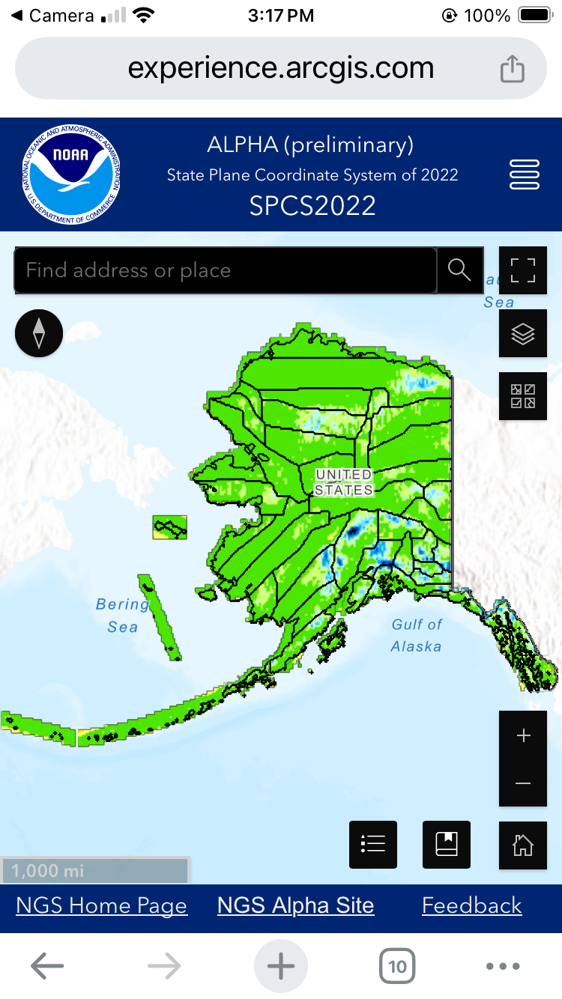 Camera
3:17 PM
100%
experience.arcgis.com
NATIONAL OCEANIC AND ATMOSPHERIC ADMINISTRATION
NOAA
U.S. DEPARTMENT OF COMMERCE
ALPHA (preliminary)
State Plane Coordinate System of 2022
SPCS2022
Find address or place
Sea
UNITED
STATES
Bering
Sea
Gulf of
Alaska
+
–
1,000 mi
NGS Home Page
NGS Alpha Site
Feedback
10